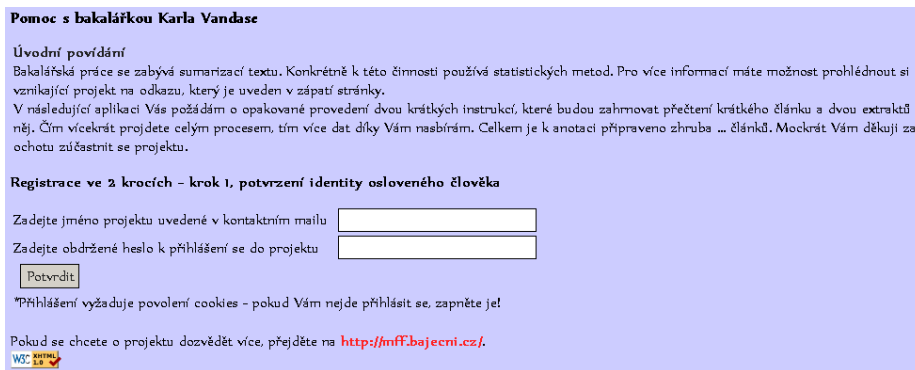 Pomoc s bakalářkou Karla Vandase
Úvodní povídání
Bakalářská práce se zabývá sumarizací textu. Konkrétně k této činnosti používá statistických metod. Pro více informací máte možnost prohlédnout si
vznikající projekt na odkazu, který je uveden v zápatí stránky.
V následující aplikaci Vás požádám o opakované provedení dvou krátkých instrukcí, které budou zahrnovat přečtení krátkého článku a dvou extraktů
něj. Čím vícekrát projdete celým procesem, tím více dat díky Vám nasbírám. Celkem je k anotaci připraveno zhruba ... článků. Mockrát Vám děkuji za
ochotu zúčastnit se projektu.
Registrace ve 2 krocích - krok 1, potvrzení identity osloveného člověka
Zadejte jméno projektu uvedené v kontaktním mailu
Zadejte obdržené heslo k přihlášení se do projektu
Potvrdit
*Přihlášení vyžaduje povolení cookies - pokud Vám nejde přihlásit se, zapněte je!
Pokud se chcete o projektu dozvědět více, přejděte na http://mff.bajecni.cz/.
W3C XHTML 1.0